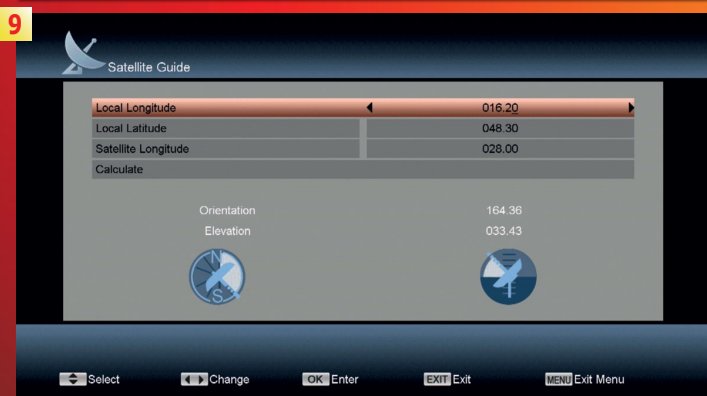 9
Satellite Guide
Local Longitude 016.20
Local Latitude 048.30
Satellite Longitude 028.00
Calculate
Orientation 164.36
Elevation 033.43
N
S
Select Change OK Enter EXIT Exit MENU Exit Menu